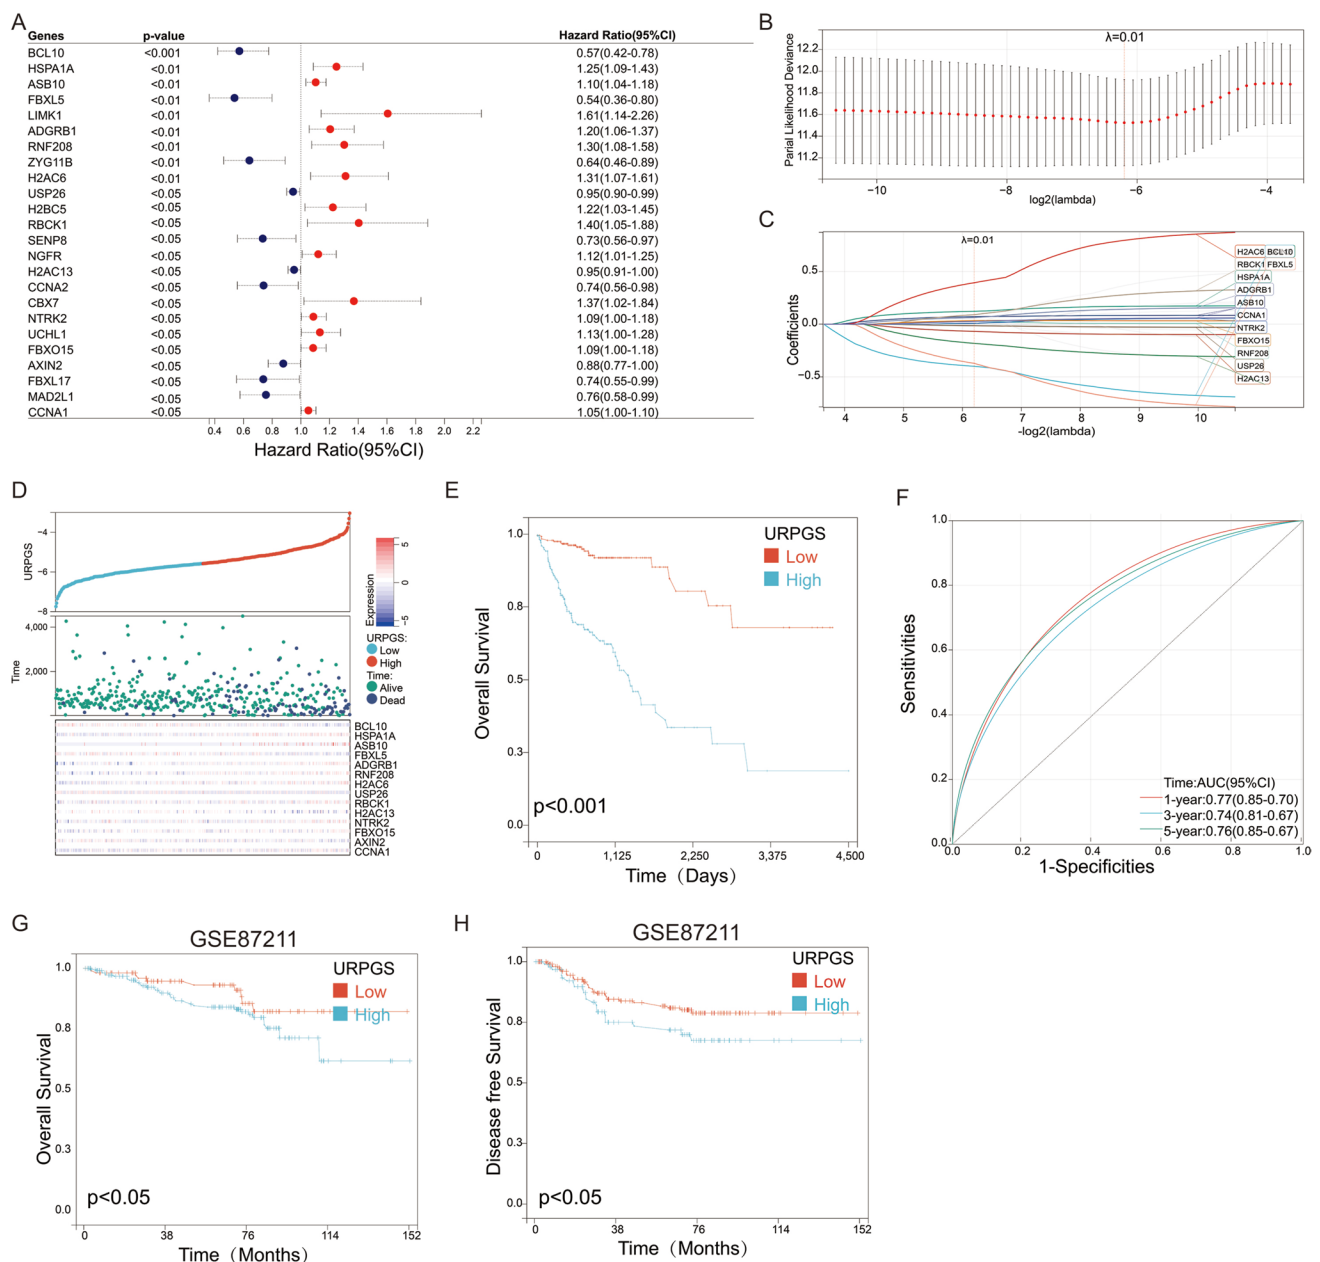 A
Genes p-value Hazard Ratio(95%CI)
BCL10 <0.001 0.57(0.42-0.78)
HSPA1A <0.01 1.25(1.09-1.43)
ASB10 <0.01 1.10(1.04-1.18)
FBXL5 <0.01 0.54(0.36-0.80)
LIMK1 <0.01 1.61(1.14-2.26)
ADGRB1 <0.01 1.20(1.06-1.37)
RNF208 <0.01 1.30(1.08-1.58)
ZYG11B <0.01 0.64(0.46-0.89)
H2AC6 <0.01 1.31(1.07-1.61)
USP26 <0.05 0.95(0.90-0.99)
H2BC5 <0.05 1.22(1.03-1.45)
RBCK1 <0.05 1.40(1.05-1.88)
SENP8 <0.05 0.73(0.56-0.97)
NGFR <0.05 1.12(1.01-1.25)
H2AC13 <0.05 0.95(0.91-1.00)
CCNA2 <0.05 0.74(0.56-0.98)
CBX7 <0.05 1.37(1.02-1.84)
NTRK2 <0.05 1.09(1.00-1.18)
UCHL1 <0.05 1.13(1.00-1.28)
FBXO15 <0.05 1.09(1.00-1.18)
AXIN2 <0.05 0.88(0.77-1.00)
FBXL17 <0.05 0.74(0.55-0.99)
MAD2L1 <0.05 0.76(0.58-0.99)
CCNA1 <0.05 1.05(1.00-1.10)
0.4 0.6 0.8 1.0 1.2 1.4 1.6 1.8 2.0 2.2
Hazard Ratio(95%CI)
B
λ=0.01
Parial Likelihood Deviance
12.2
12.0
11.8
11.6
11.4
11.2
−10 −8 −6 −4
log2(lambda)
C
λ=0.01
Coefficients
0.5
0.0
−0.5
4 5 6 7 8 9 10
-log2(lambda)
H2AC6 BCL10
RBCK1 FBXL5
HSPA1A
ADGRB1
ASB10
CCNA1
NTRK2
FBXO15
RNF208
USP26
H2AC13
D
URPGS
−4
−6
−8
Time
4,000
2,000
Expression
5
0
−5
URPGS:
Low
High
Time:
Alive
Dead
BCL10
HSPA1A
ASB10
FBXL5
ADGRB1
RNF208
H2AC6
USP26
RBCK1
H2AC13
NTRK2
FBXO15
AXIN2
CCNA1
E
Overall Survival
1.0
0.8
0.5
0.3
0.0
URPGS
Low
High
p<0.001
0 1,125 2,250 3,375 4,500
Time（Days）
F
Sensitivities
1.0
0.8
0.6
0.4
0.2
0.0
Time:AUC(95%CI)
1-year:0.77(0.85-0.70)
3-year:0.74(0.81-0.67)
5-year:0.76(0.85-0.67)
0.0 0.2 0.4 0.6 0.8 1.0
1-Specificities
G
GSE87211
Overall Survival
1.0
0.8
0.5
0.3
0.0
URPGS
Low
High
p<0.05
0 38 76 114 152
Time（Months）
H
GSE87211
Disease free Survival
1.0
0.8
0.5
0.3
0.0
URPGS
Low
High
p<0.05
0 38 76 114 152
Time（Months）